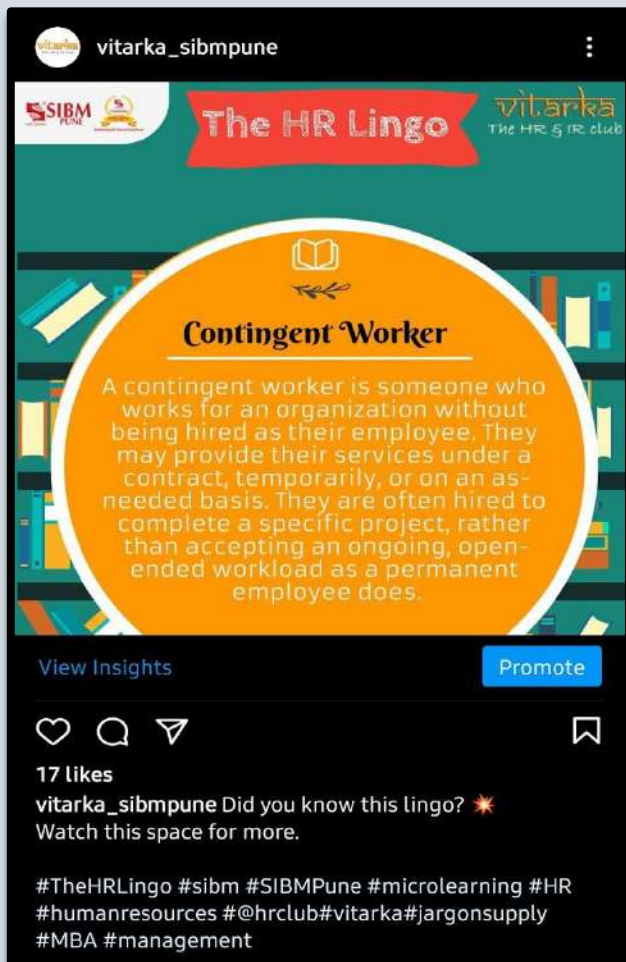 vitarka_sibmpune
SIBM
PUNE
The HR Lingo
vitarka
The HR & IR club
Contingent Worker
A contingent worker is someone who
works for an organization without
being hired as their employee. They
may provide their services under a
contract, temporarily, or on an as-
needed basis. They are often hired to
complete a specific project, rather
than accepting an ongoing, open-
ended workload as a permanent
employee does.
View Insights
Promote
17 likes
vitarka_sibmpune Did you know this lingo? 💥
Watch this space for more.
#TheHRLingo #sibm #SIBMPune #microlearning #HR
#humanresources #@hrclub#vitarka#jargonsupply
#MBA #management